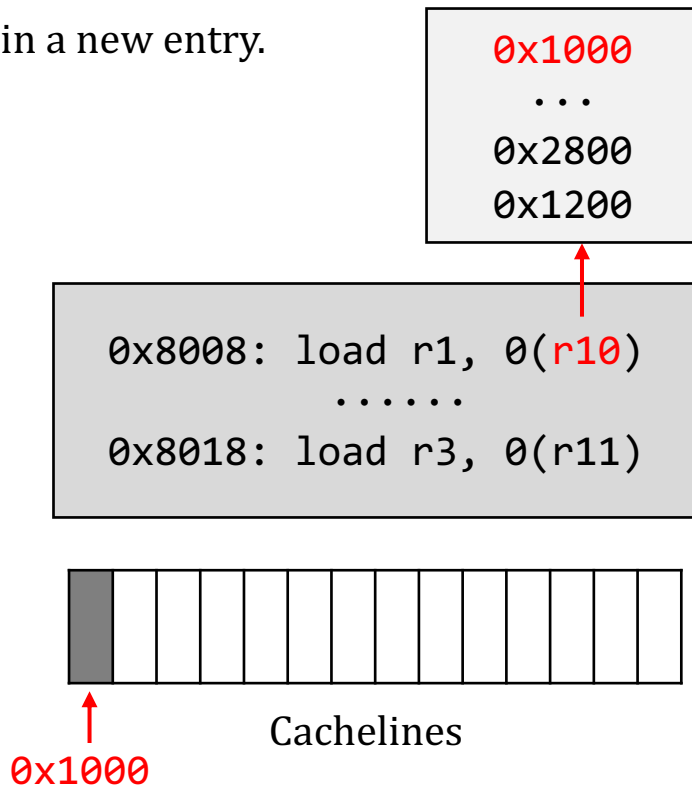 in a new entry.
0x1000
...
0x2800
0x1200
0x8008: load r1, 0(r10)
......
0x8018: load r3, 0(r11)
Cachelines
0x1000